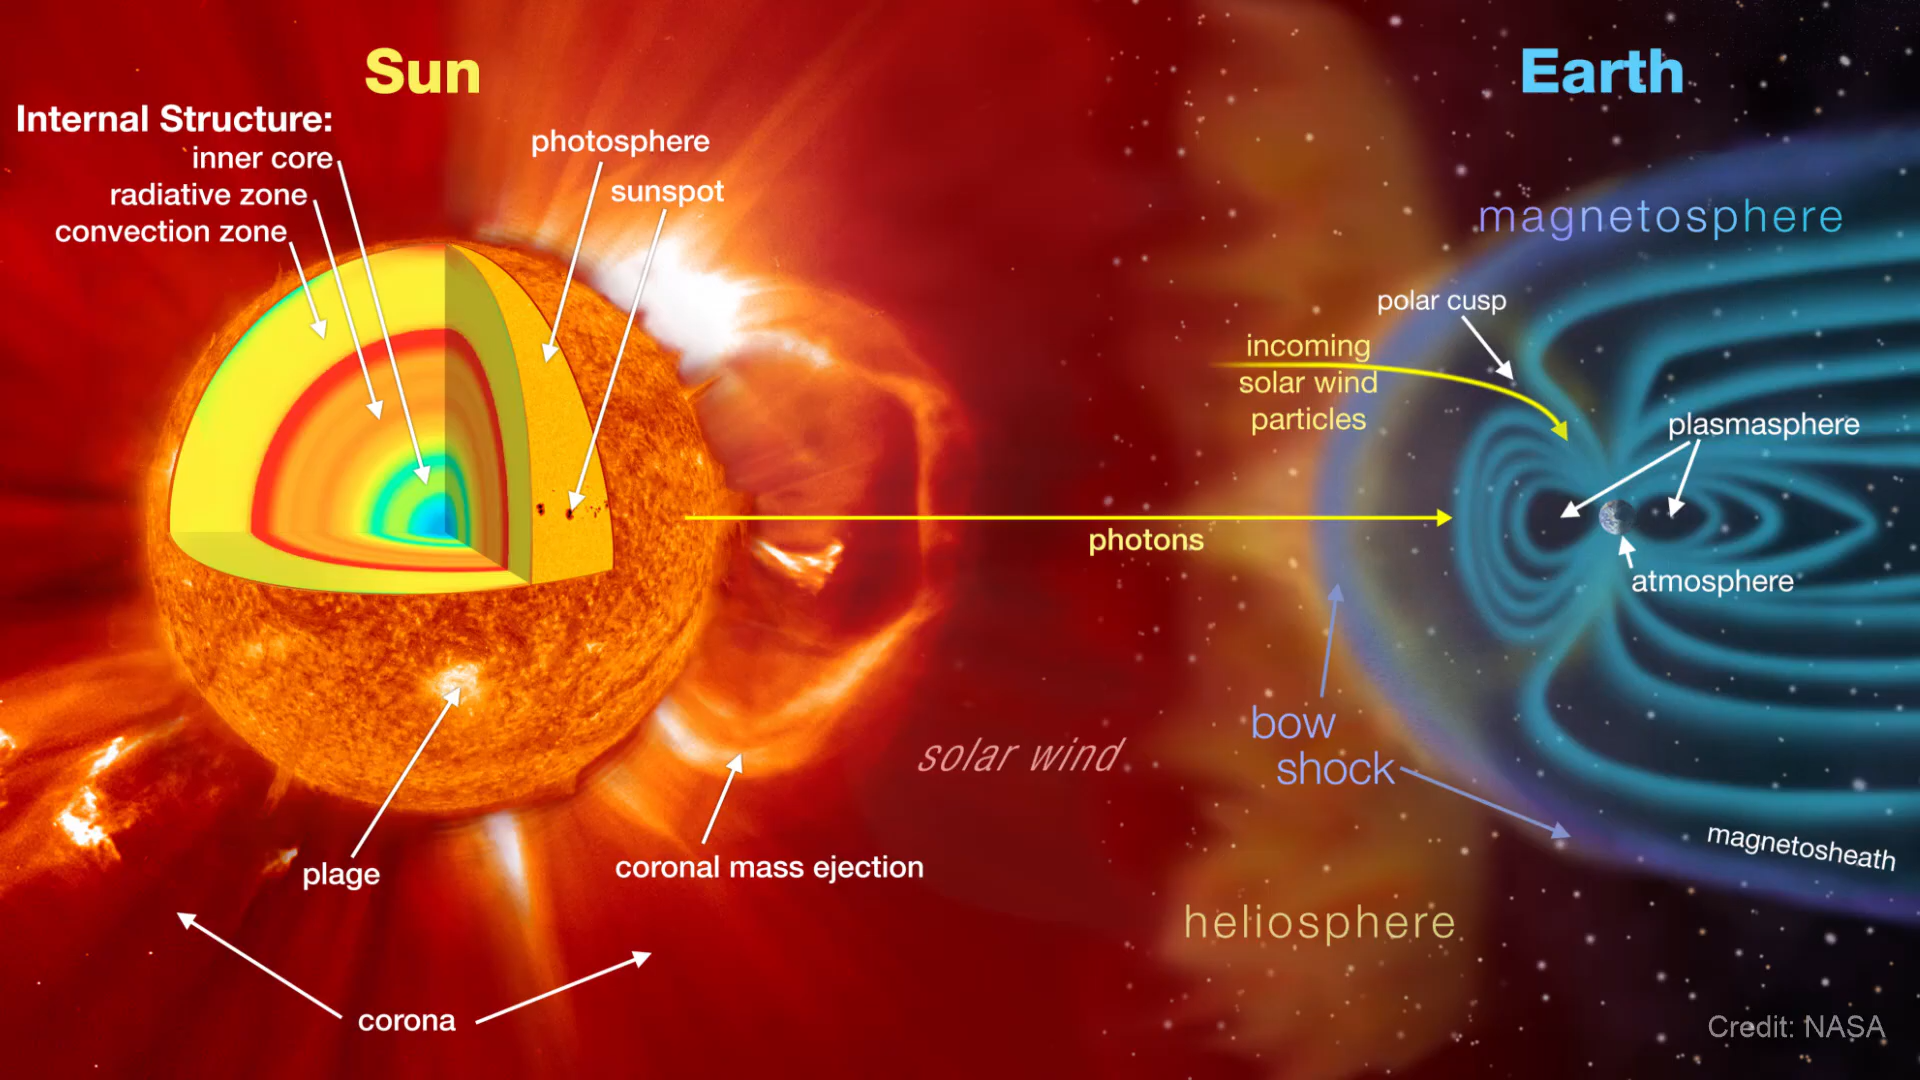 Sun
Earth
Internal Structure:
inner core
radiative zone
convection zone
photosphere
sunspot
magnetosphere
polar cusp
incoming
solar wind
particles
plasmasphere
photons
atmosphere
bow
shock
solar wind
magnetosheath
plage
coronal mass ejection
heliosphere
corona
Credit: NASA